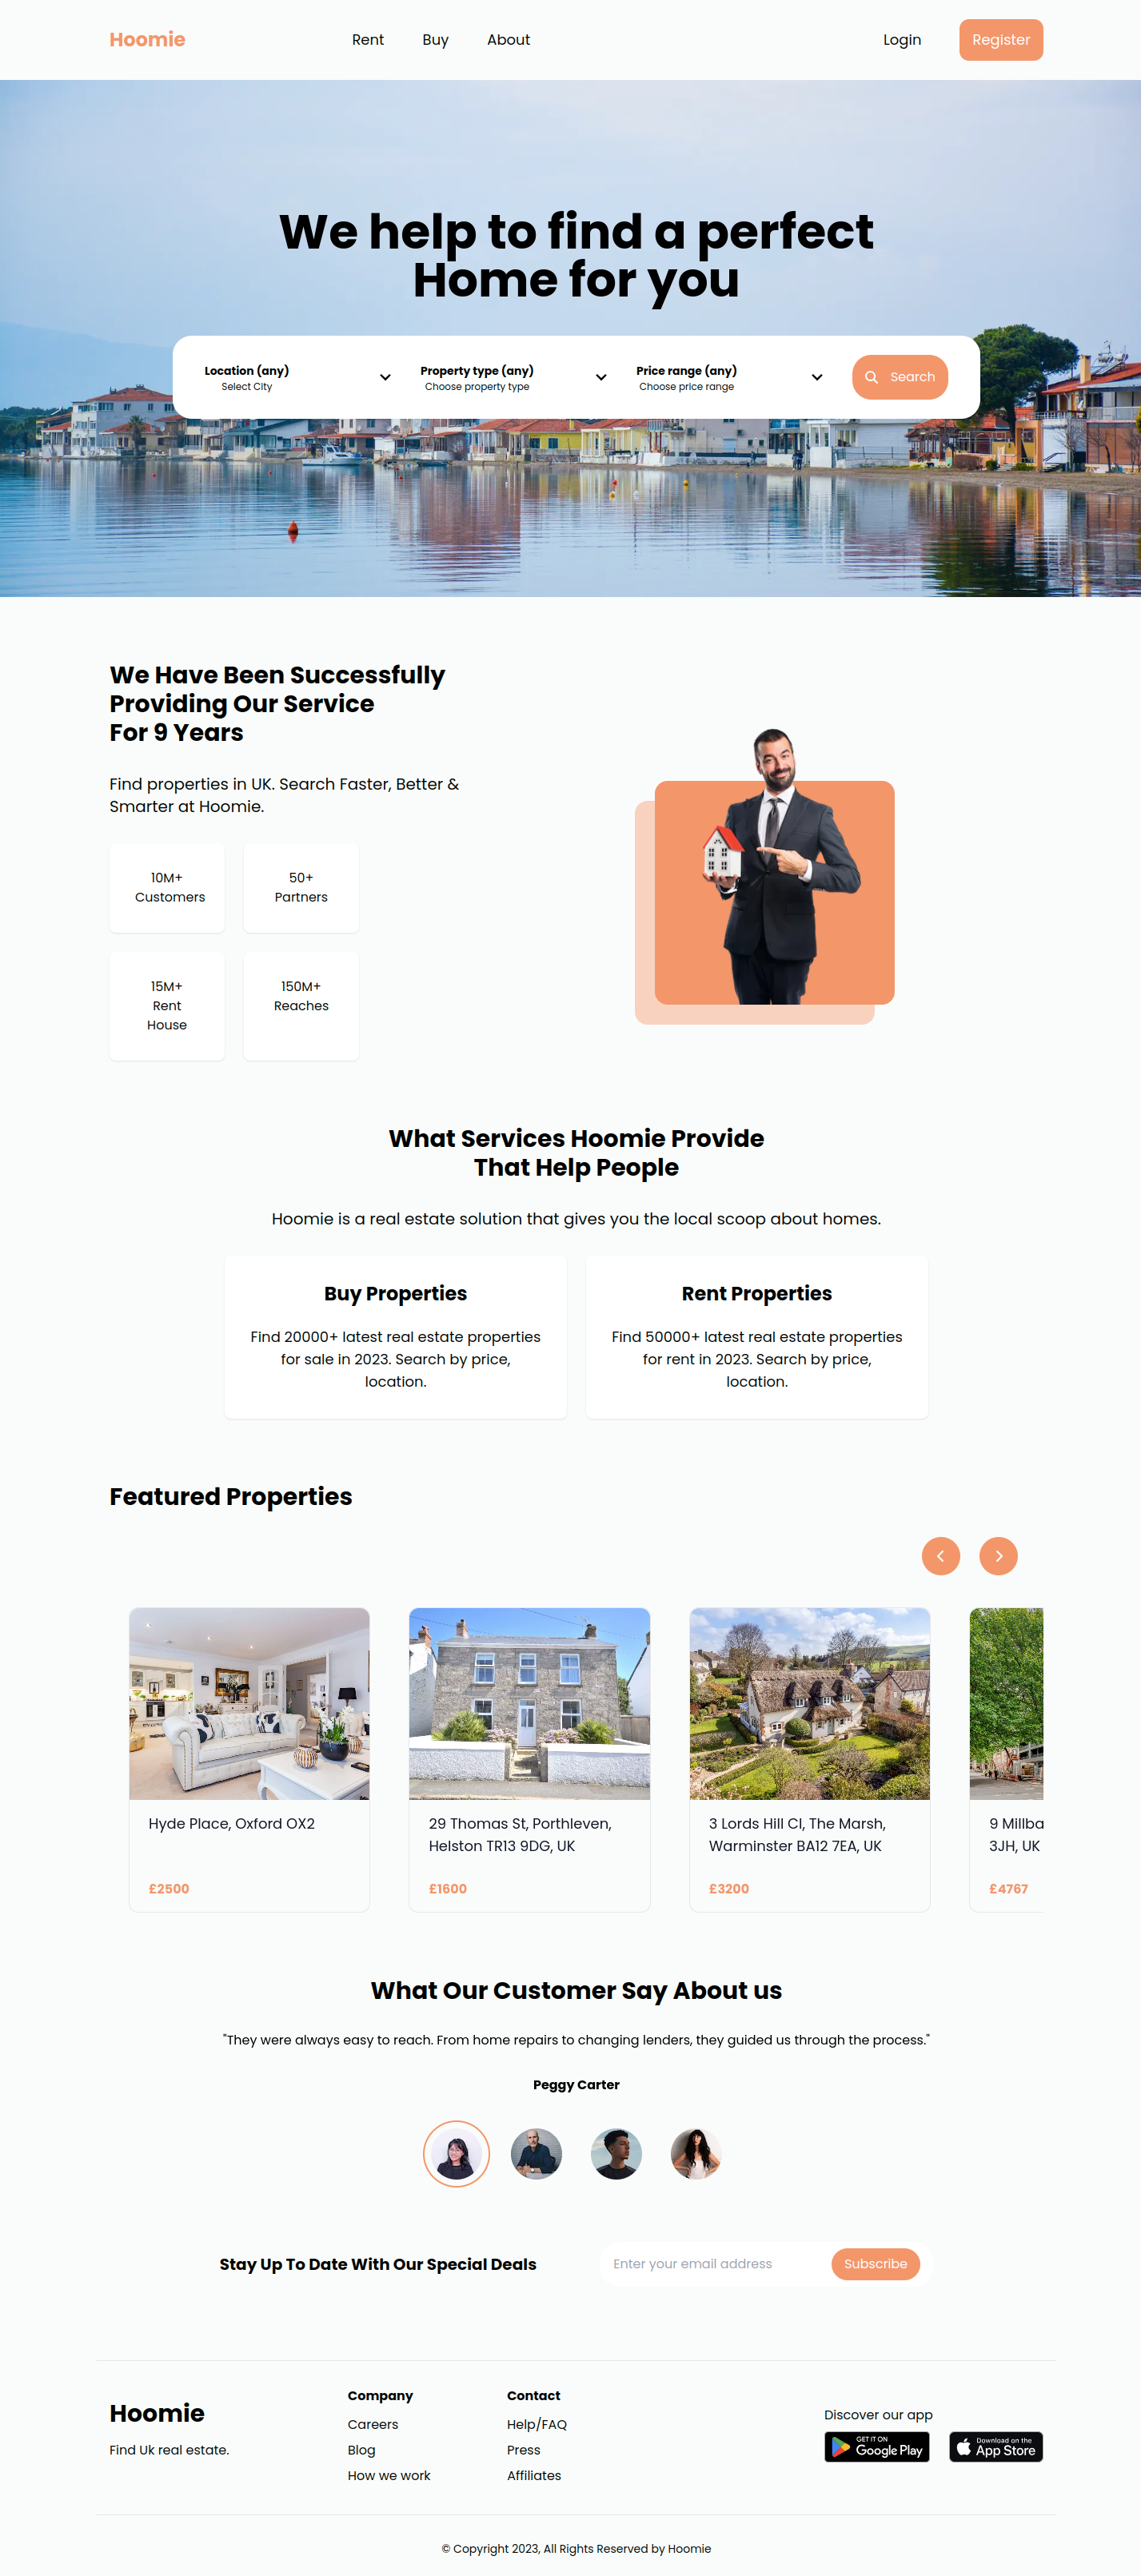 Hoomie
Rent
Buy
About
Login
Register
We help to find a perfect
Home for you
Location (any)
Select City
Property type (any)
Choose property type
Price range (any)
Choose price range
Search
We Have Been Successfully
Providing Our Service
For 9 Years
Find properties in UK. Search Faster, Better &
Smarter at Hoomie.
10M+
Customers
50+
Partners
15M+
Rent
House
150M+
Reaches
What Services Hoomie Provide
That Help People
Hoomie is a real estate solution that gives you the local scoop about homes.
Buy Properties
Find 20000+ latest real estate properties
for sale in 2023. Search by price,
location.
Rent Properties
Find 50000+ latest real estate properties
for rent in 2023. Search by price,
location.
Featured Properties
Hyde Place, Oxford OX2
£2500
29 Thomas St, Porthleven,
Helston TR13 9DG, UK
£1600
3 Lords Hill Cl, The Marsh,
Warminster BA12 7EA, UK
£3200
9 Millba
3JH, UK
£4767
What Our Customer Say About us
"They were always easy to reach. From home repairs to changing lenders, they guided us through the process."
Peggy Carter
Stay Up To Date With Our Special Deals
Enter your email address
Subscribe
Hoomie
Find Uk real estate.
Company
Careers
Blog
How we work
Contact
Help/FAQ
Press
Affiliates
Discover our app
GET IT ON
Google Play
Download on the
App Store
© Copyright 2023, All Rights Reserved by Hoomie